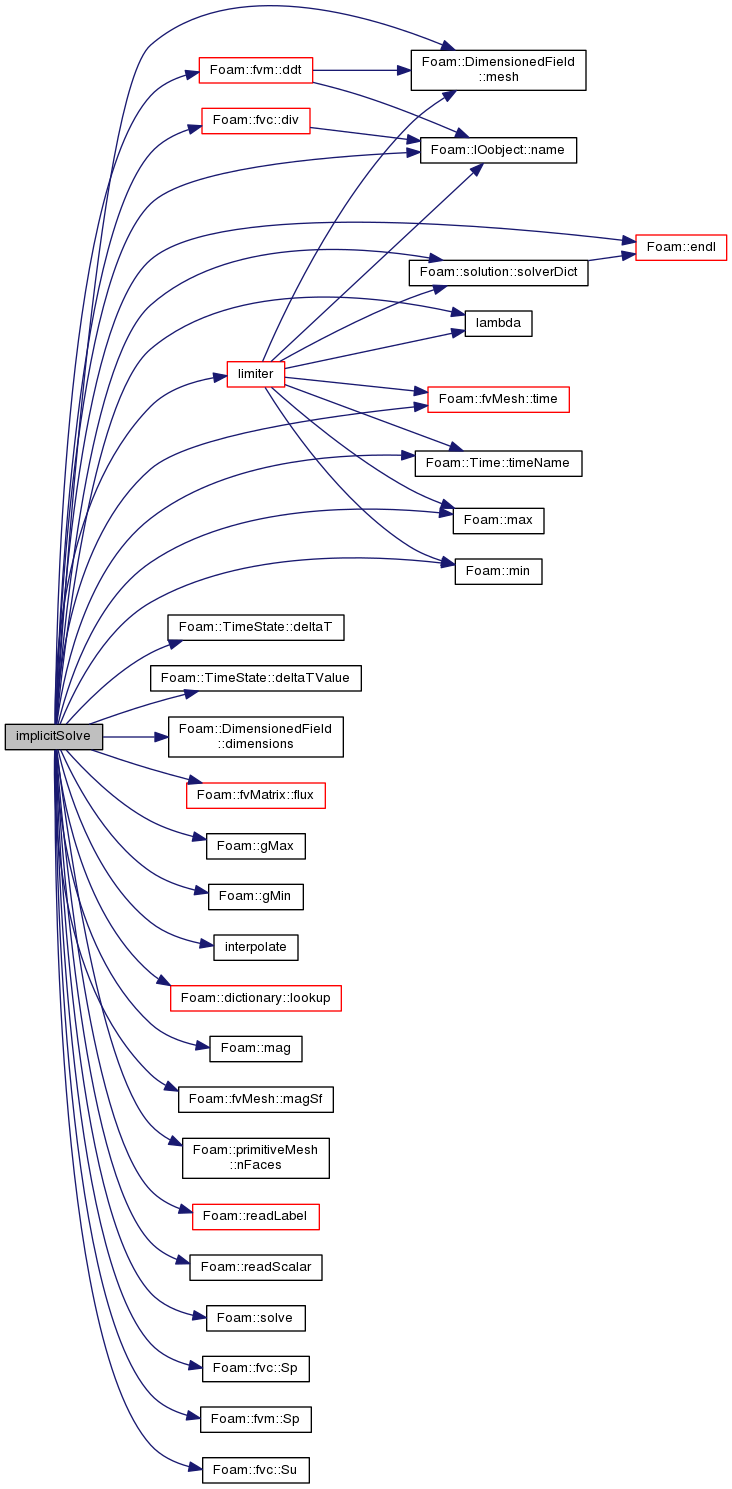 Foam::DimensionedField
::mesh
Foam::fvm::ddt
Foam::fvc::div
Foam::IOobject::name
Foam::endl
Foam::solution::solverDict
lambda
limiter
Foam::fvMesh::time
Foam::Time::timeName
Foam::max
Foam::min
Foam::TimeState::deltaT
Foam::TimeState::deltaTValue
implicitSolve
Foam::DimensionedField
::dimensions
Foam::fvMatrix::flux
Foam::gMax
Foam::gMin
interpolate
Foam::dictionary::lookup
Foam::mag
Foam::fvMesh::magSf
Foam::primitiveMesh
::nFaces
Foam::readLabel
Foam::readScalar
Foam::solve
Foam::fvc::Sp
Foam::fvm::Sp
Foam::fvc::Su